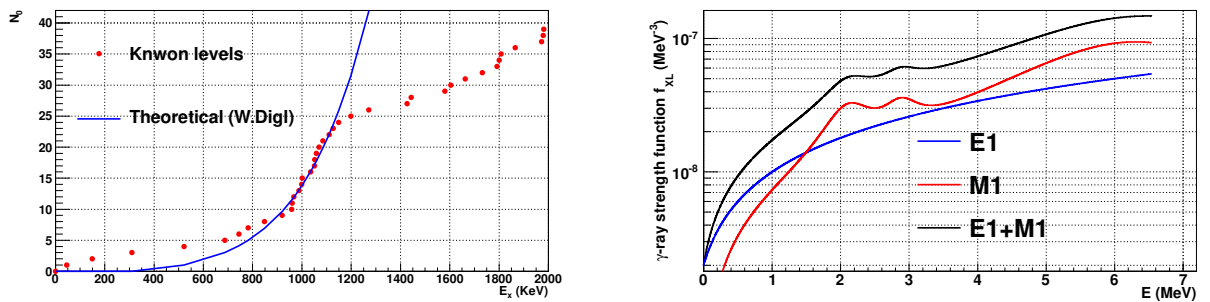 N₀
40
35
30
25
20
15
10
5
0
Knwon levels
Theoretical (W.Digl)
0 200 400 600 800 1000 1200 1400 1600 1800 2000
Eₓ (KeV)
γ-ray strength function f_XL (MeV⁻³)
10⁻⁷
10⁻⁸
E1
M1
E1+M1
0 1 2 3 4 5 6 7
E (MeV)